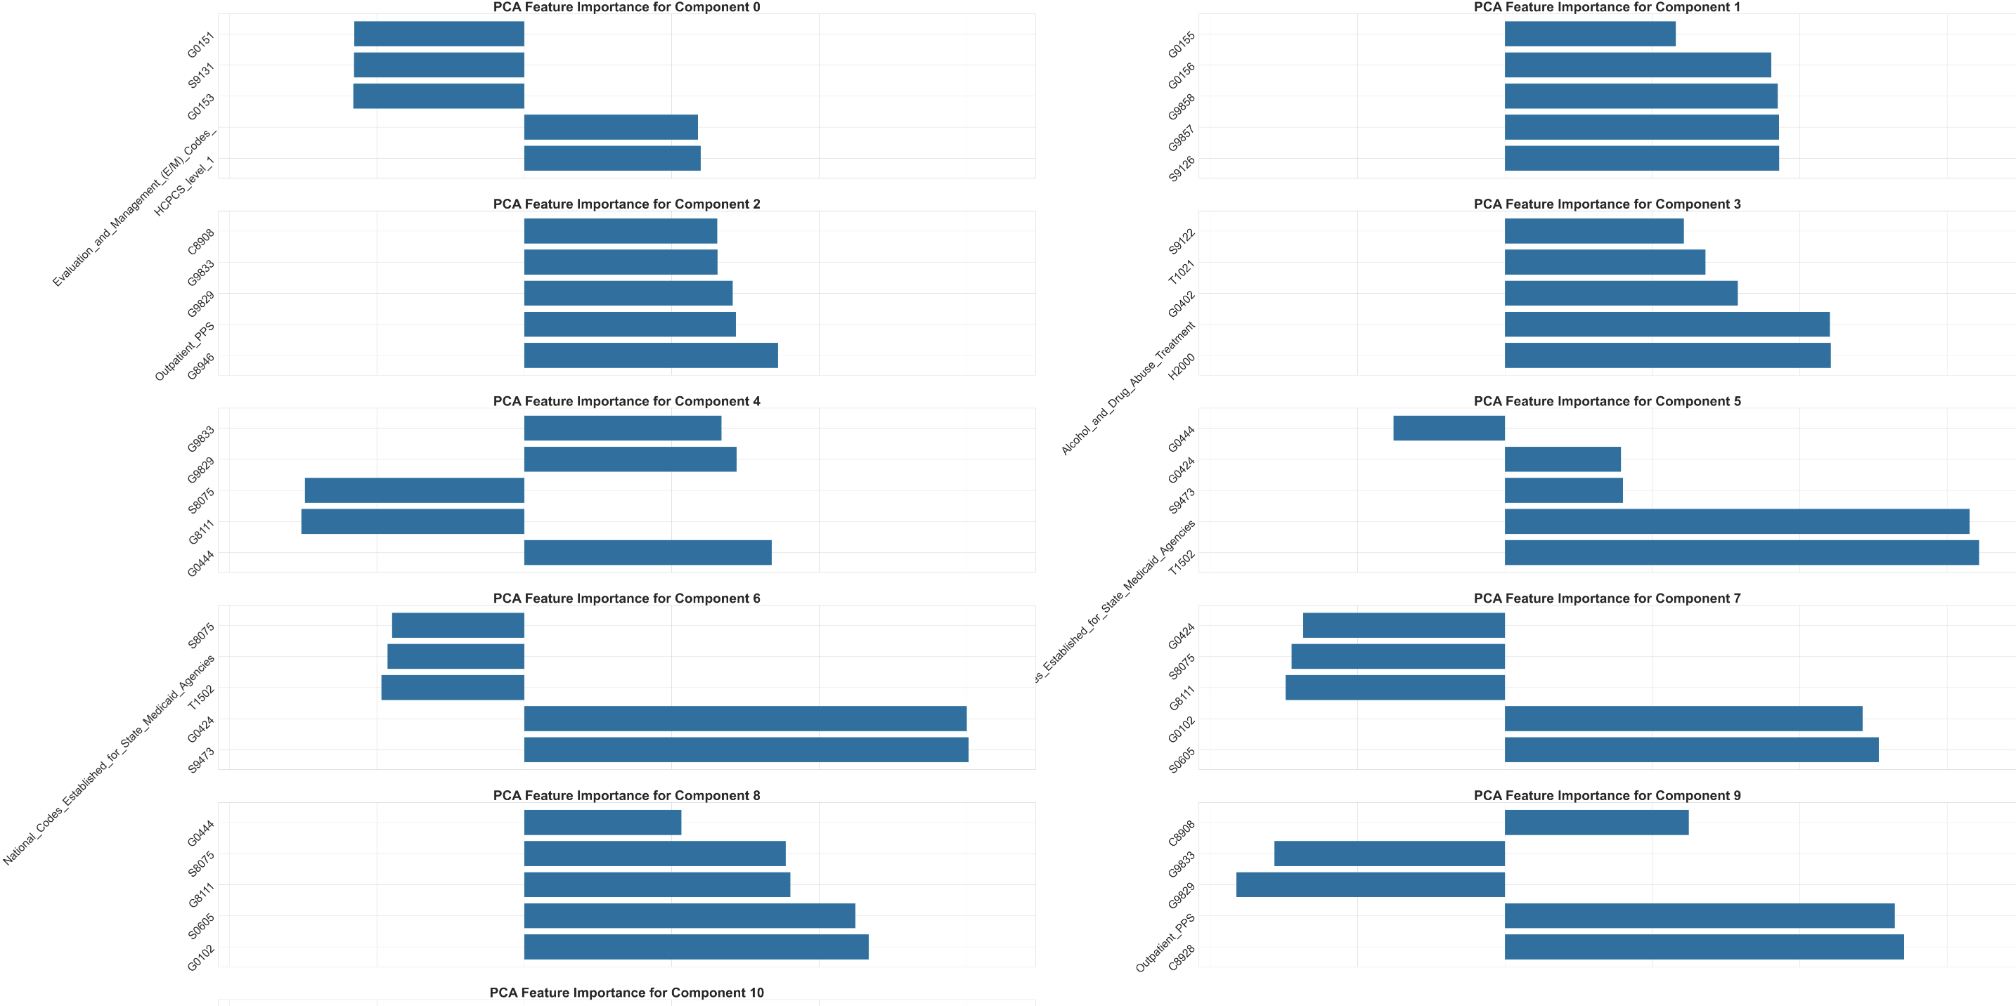 PCA Feature Importance for Component 0
G0151
S9131
G0153
Evaluation_and_Management_(E/M)_Codes_
HCPCS_level_1
PCA Feature Importance for Component 1
G0155
G0156
G9858
G9857
S9126
PCA Feature Importance for Component 2
C8908
G9833
G9829
Outpatient_PPS
G8946
PCA Feature Importance for Component 3
S9122
T1021
G0402
Alcohol_and_Drug_Abuse_Treatment
H2000
PCA Feature Importance for Component 4
G9833
G9829
S8075
G8111
G0444
PCA Feature Importance for Component 5
G0444
G0424
S9473
es_Established_for_State_Medicaid_Agencies
T1502
PCA Feature Importance for Component 6
S8075
National_Codes_Established_for_State_Medicaid_Agencies
T1502
G0424
S9473
PCA Feature Importance for Component 7
G0424
S8075
G8111
G0102
S0605
PCA Feature Importance for Component 8
G0444
S8075
G8111
S0605
G0102
PCA Feature Importance for Component 9
C8908
G9833
G9829
Outpatient_PPS
C8928
PCA Feature Importance for Component 10